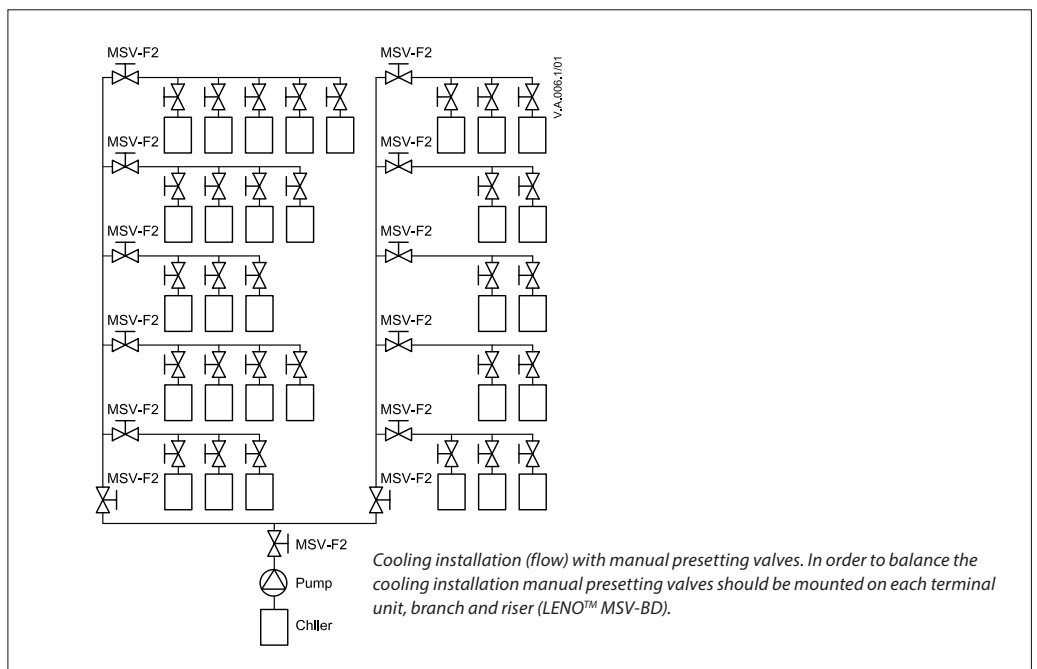 MSV-F2
MSV-F2
V.A.006.1/01
MSV-F2
MSV-F2
MSV-F2
MSV-F2
MSV-F2
MSV-F2
MSV-F2
MSV-F2
MSV-F2
MSV-F2
MSV-F2
Cooling installation (flow) with manual presetting valves. In order to balance the
cooling installation manual presetting valves should be mounted on each terminal
unit, branch and riser (LENO™ MSV-BD).
Pump
Chller